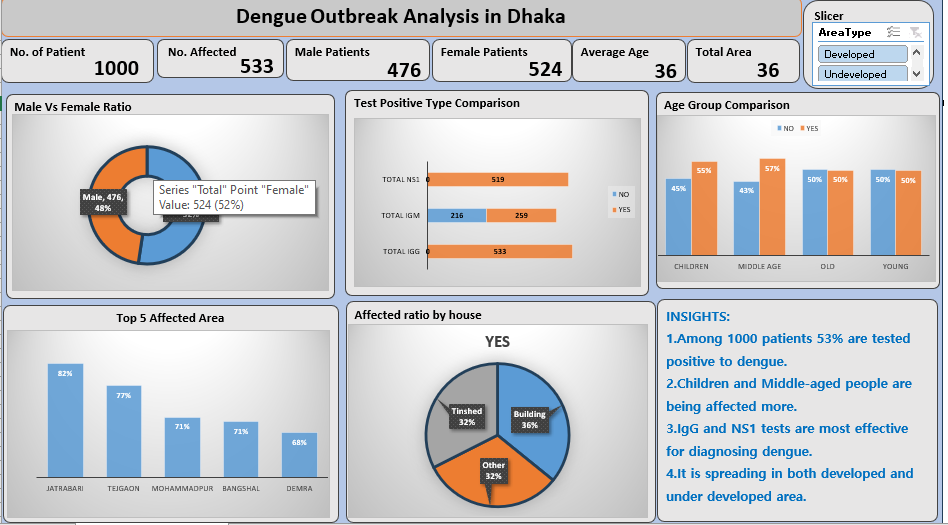 Dengue Outbreak Analysis in Dhaka
Slicer
AreaType
Developed
Undeveloped
No. of Patient
1000
No. Affected
533
Male Patients
476
Female Patients
524
Average Age
36
Total Area
36
Male Vs Female Ratio
Male, 476,
48%
Series "Total" Point "Female"
Value: 524 (52%)
52%
Test Positive Type Comparison
TOTAL NS1
0
519
TOTAL IGM
216
259
TOTAL IGG
0
533
NO
YES
Age Group Comparison
NO YES
45%
55%
43%
57%
50%
50%
50%
50%
CHILDREN
MIDDLE AGE
OLD
YOUNG
Top 5 Affected Area
82%
77%
71%
71%
68%
JATRABARI
TEJGAON
MOHAMMADPUR
BANGSHAL
DEMRA
Affected ratio by house
YES
Tinshed
32%
Building
36%
Other
32%
INSIGHTS:
1.Among 1000 patients 53% are tested
positive to dengue.
2.Children and Middle-aged people are
being affected more.
3.IgG and NS1 tests are most effective
for diagnosing dengue.
4.It is spreading in both developed and
under developed area.